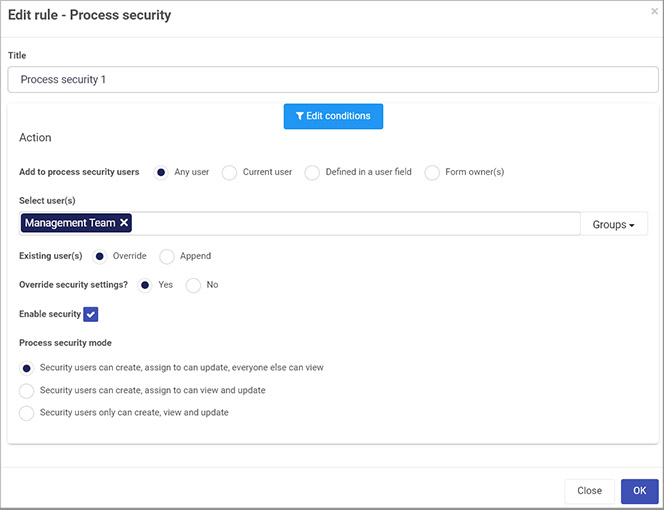 Edit rule - Process security
×
Title
Process security 1
Edit conditions
Action
Add to process security users Any user Current user Defined in a user field Form owner(s)
Select user(s)
Management Team ✕ Groups
Existing user(s) Override Append
Override security settings? Yes No
Enable security
Process security mode
Security users can create, assign to can update, everyone else can view
Security users can create, assign to can view and update
Security users only can create, view and update
Close OK